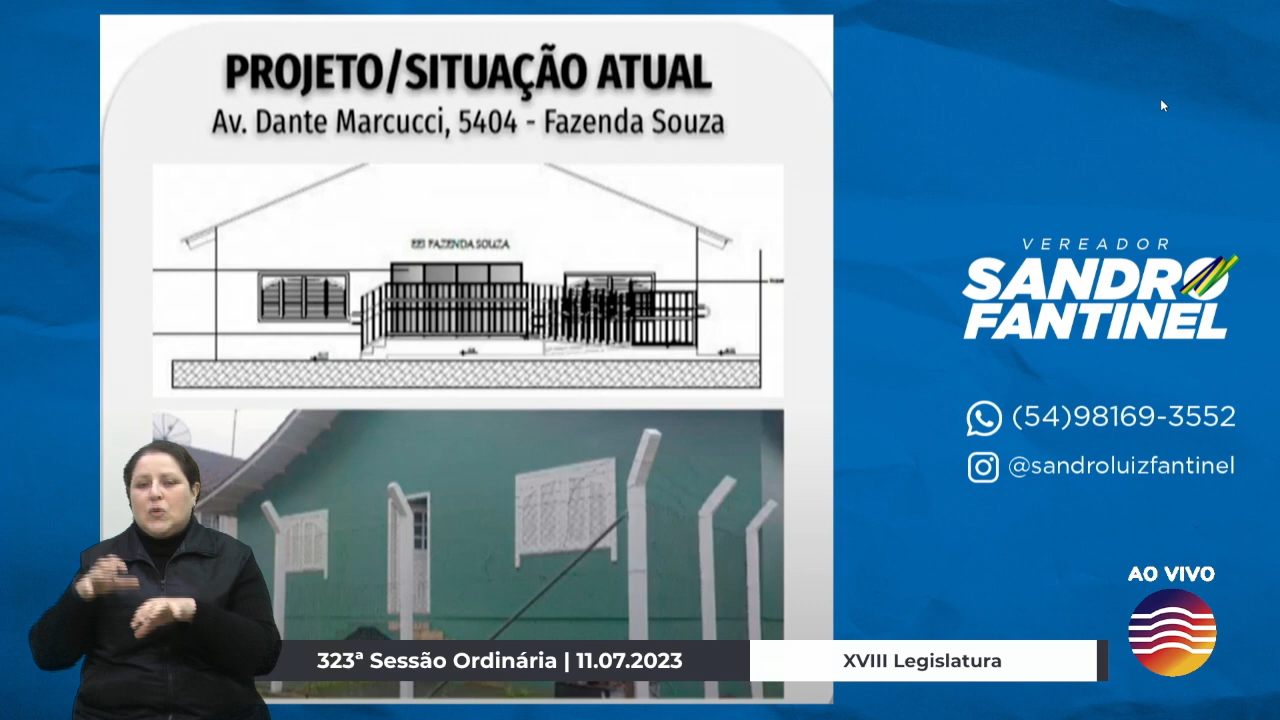 PROJETO/SITUAÇÃO ATUAL
Av. Dante Marcucci, 5404 - Fazenda Souza
EEI FAZENDA SOUZA
VEREADOR
SANDRO
FANTINEL
(54)98169-3552
@sandroluizfantinel
AO VIVO
323ª Sessão Ordinária | 11.07.2023
XVIII Legislatura